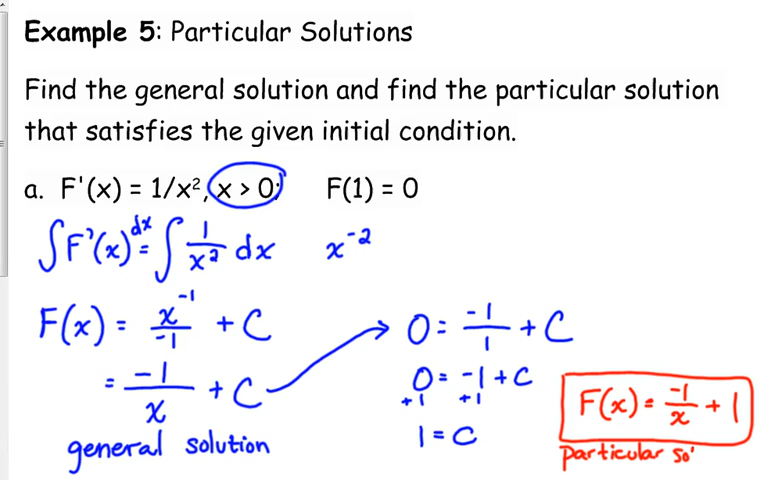 Example 5: Particular Solutions
Find the general solution and find the particular solution
that satisfies the given initial condition.
a. F'(x) = 1/x², x > 0; F(1) = 0
∫F'(x) dx = ∫ 1/x² dx x⁻²
F(x) = x⁻¹/-1 + C
= -1/x + C
general solution
0 = -1/1 + C
0 = -1 + C
+1 +1
1 = C
F(x) = -1/x + 1
particular so